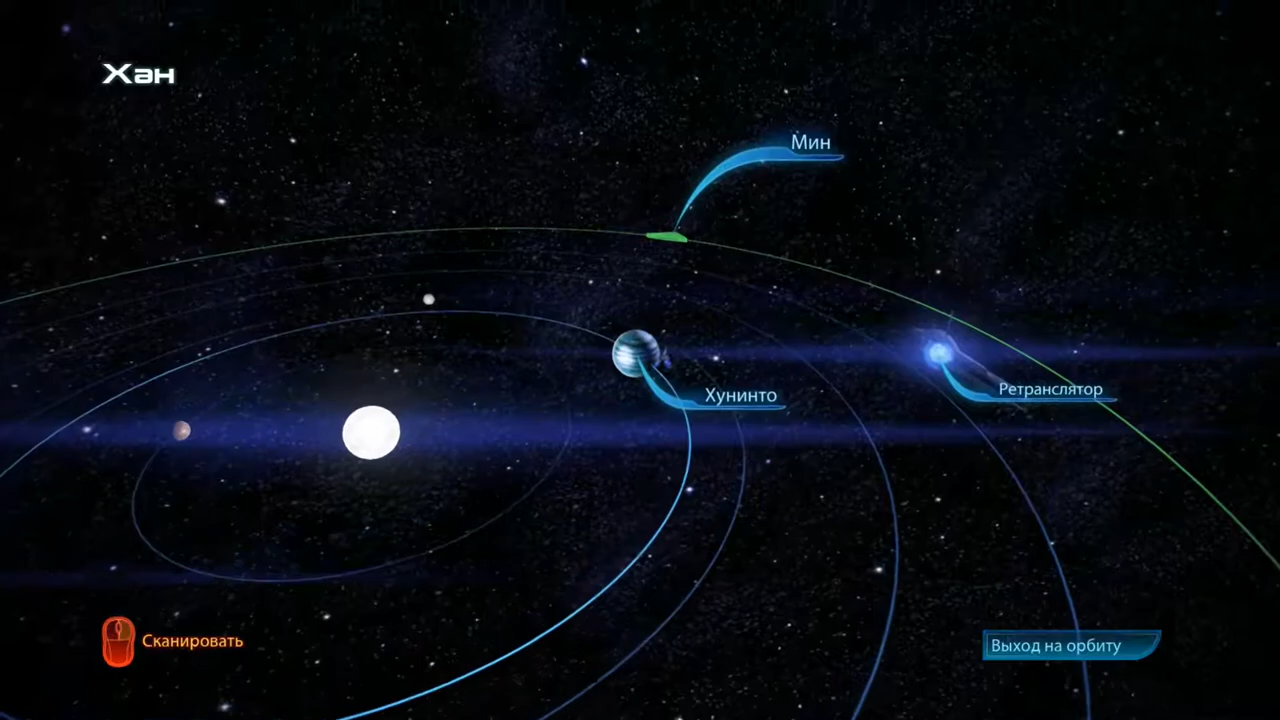 Хан
Мин
Хунинто
Ретранслятор
Сканировать
Выход на орбиту